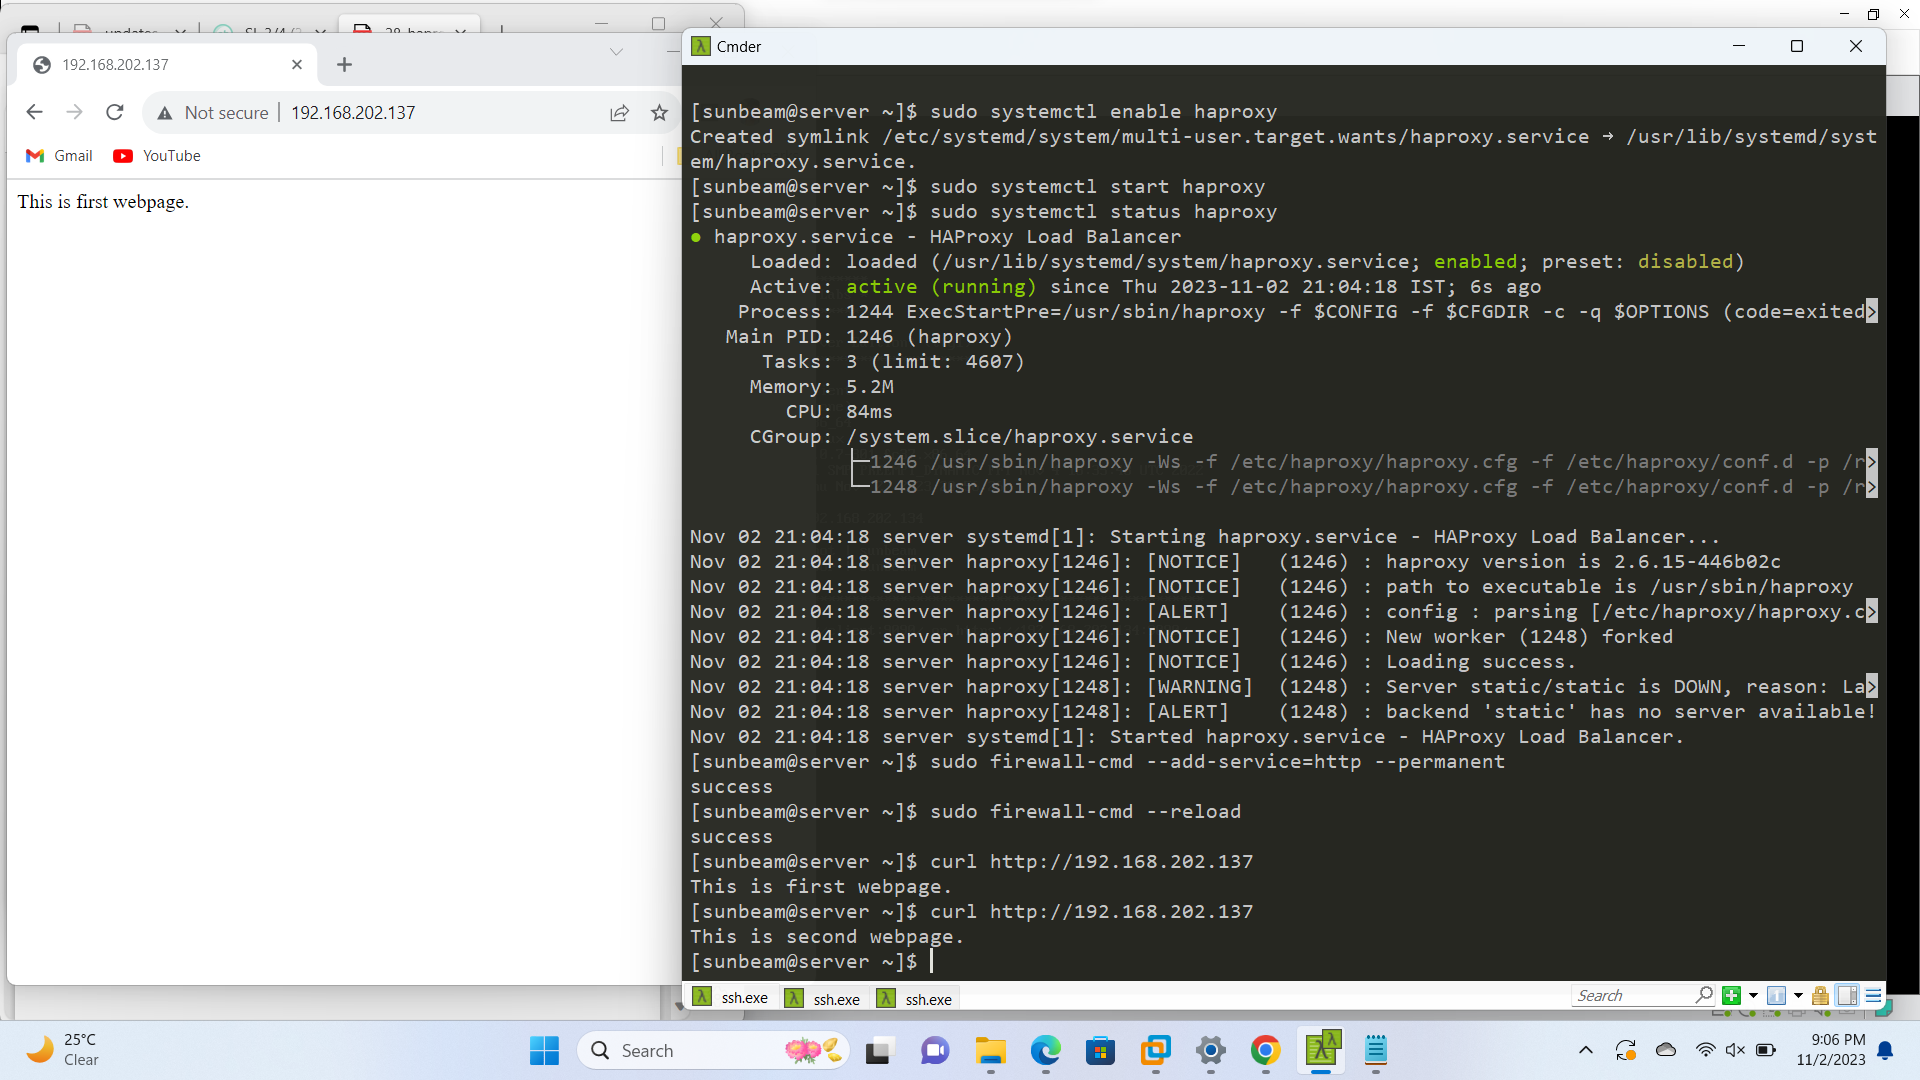 192.168.202.137
Not secure | 192.168.202.137
Gmail YouTube
This is first webpage.
Cmder
[sunbeam@server ~]$ sudo systemctl enable haproxy
Created symlink /etc/systemd/system/multi-user.target.wants/haproxy.service → /usr/lib/systemd/syst
em/haproxy.service.
[sunbeam@server ~]$ sudo systemctl start haproxy
[sunbeam@server ~]$ sudo systemctl status haproxy
● haproxy.service - HAProxy Load Balancer
Loaded: loaded (/usr/lib/systemd/system/haproxy.service; enabled; preset: disabled)
Active: active (running) since Thu 2023-11-02 21:04:18 IST; 6s ago
Process: 1244 ExecStartPre=/usr/sbin/haproxy -f $CONFIG -f $CFGDIR -c -q $OPTIONS (code=exited>
Main PID: 1246 (haproxy)
Tasks: 3 (limit: 4607)
Memory: 5.2M
CPU: 84ms
CGroup: /system.slice/haproxy.service
├─1246 /usr/sbin/haproxy -Ws -f /etc/haproxy/haproxy.cfg -f /etc/haproxy/conf.d -p /r>
└─1248 /usr/sbin/haproxy -Ws -f /etc/haproxy/haproxy.cfg -f /etc/haproxy/conf.d -p /r>
Nov 02 21:04:18 server systemd[1]: Starting haproxy.service - HAProxy Load Balancer...
Nov 02 21:04:18 server haproxy[1246]: [NOTICE] (1246) : haproxy version is 2.6.15-446b02c
Nov 02 21:04:18 server haproxy[1246]: [NOTICE] (1246) : path to executable is /usr/sbin/haproxy
Nov 02 21:04:18 server haproxy[1246]: [ALERT] (1246) : config : parsing [/etc/haproxy/haproxy.c>
Nov 02 21:04:18 server haproxy[1246]: [NOTICE] (1246) : New worker (1248) forked
Nov 02 21:04:18 server haproxy[1246]: [NOTICE] (1246) : Loading success.
Nov 02 21:04:18 server haproxy[1248]: [WARNING] (1248) : Server static/static is DOWN, reason: La>
Nov 02 21:04:18 server haproxy[1248]: [ALERT] (1248) : backend 'static' has no server available!
Nov 02 21:04:18 server systemd[1]: Started haproxy.service - HAProxy Load Balancer.
[sunbeam@server ~]$ sudo firewall-cmd --add-service=http --permanent
success
[sunbeam@server ~]$ sudo firewall-cmd --reload
success
[sunbeam@server ~]$ curl http://192.168.202.137
This is first webpage.
[sunbeam@server ~]$ curl http://192.168.202.137
This is second webpage.
[sunbeam@server ~]$
ssh.exe ssh.exe ssh.exe Search
25°C
Clear
Search
9:06 PM
11/2/2023